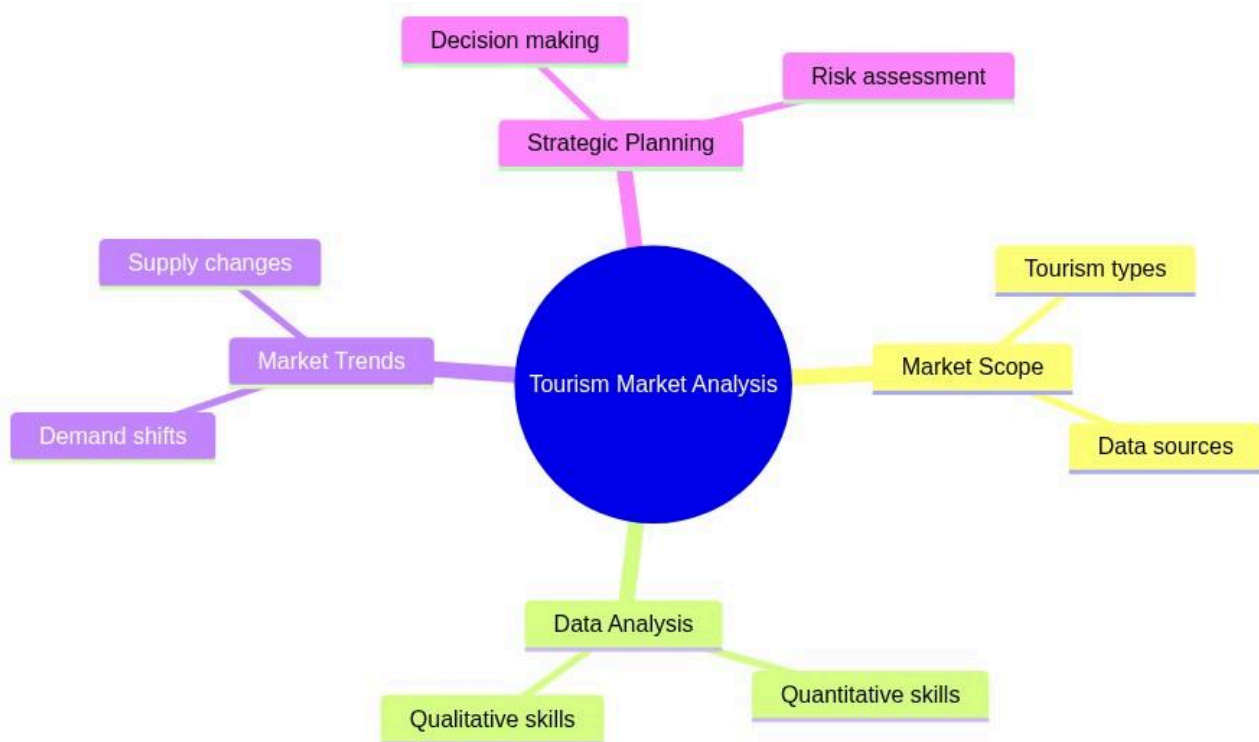 Decision making
Risk assessment
Strategic Planning
Supply changes
Tourism types
Market Trends
Market Scope
Tourism Market Analysis
Demand shifts
Data sources
Data Analysis
Quantitative skills
Qualitative skills